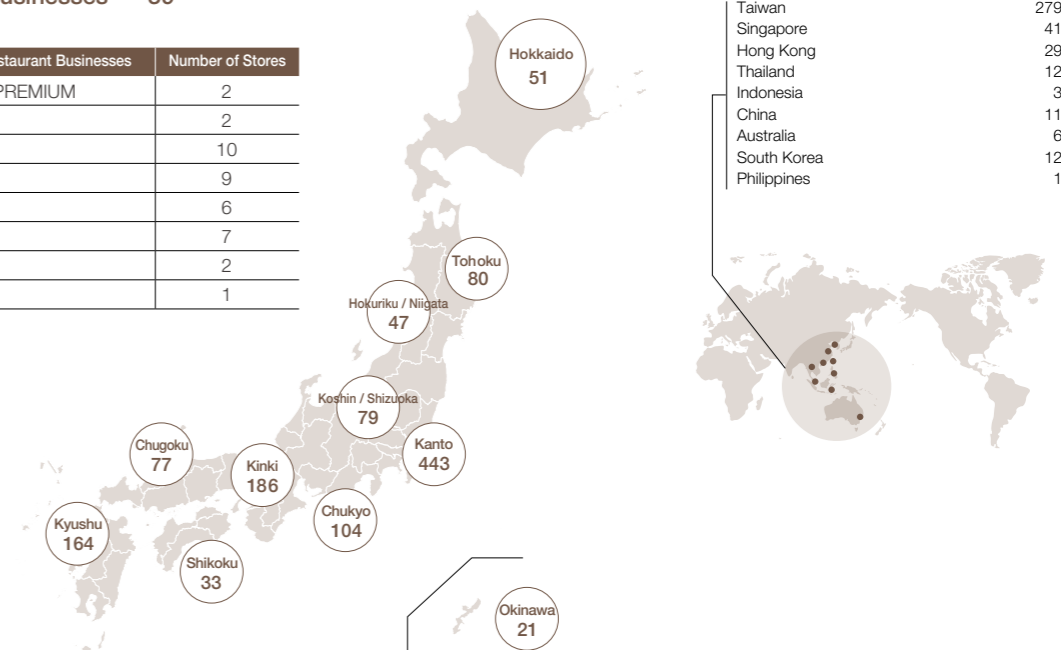 Restaurant Businesses Number of Stores
PREMIUM 2
2
10
9
6
7
2
1
Hokkaido
51
Tohoku
80
Hokuriku / Niigata
47
Koshin / Shizuoka
79
Kanto
443
Chugoku
77
Kinki
186
Chukyo
104
Kyushu
164
Shikoku
33
Okinawa
21
Taiwan 279
Singapore 41
Hong Kong 29
Thailand 12
Indonesia 3
China 11
Australia 6
South Korea 12
Philippines 1